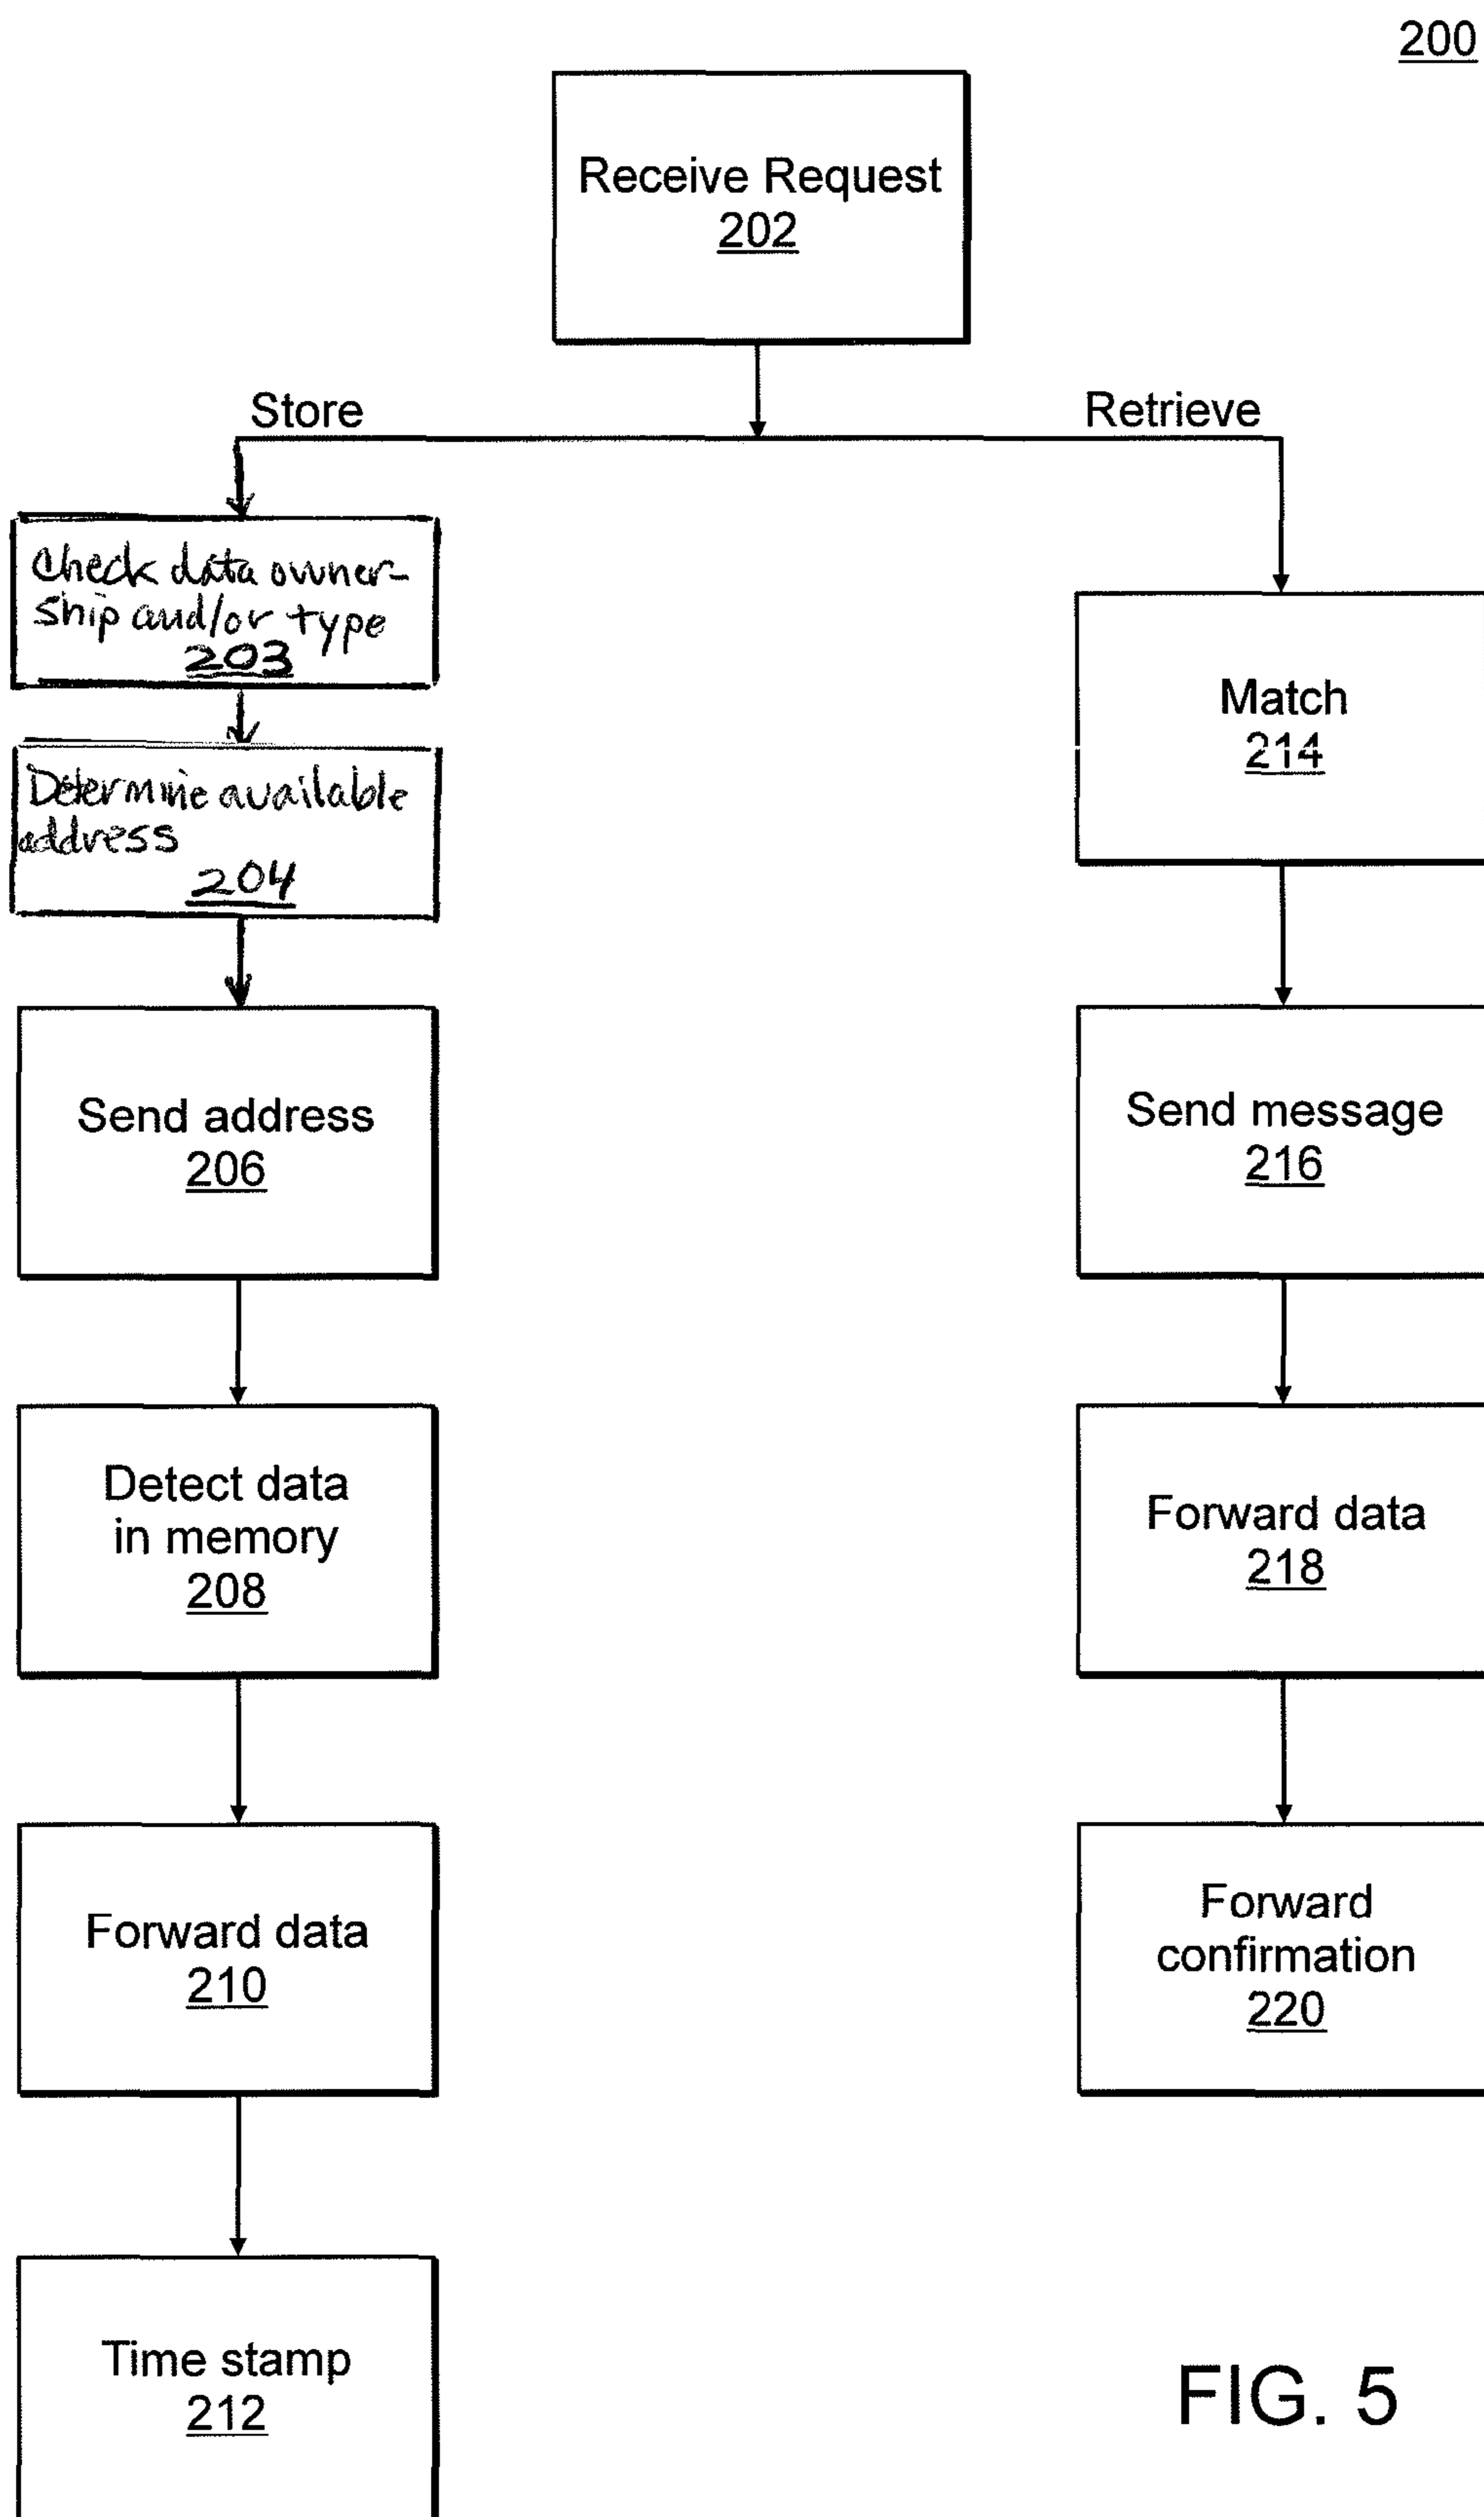 200
Receive Request
202
Store
Retrieve
Check data owner-
ship and/or type
203
Determine available
address
204
Match
214
Send address
206
Send message
216
Detect data
in memory
208
Forward data
218
Forward data
210
Forward
confirmation
220
Time stamp
212
FIG. 5